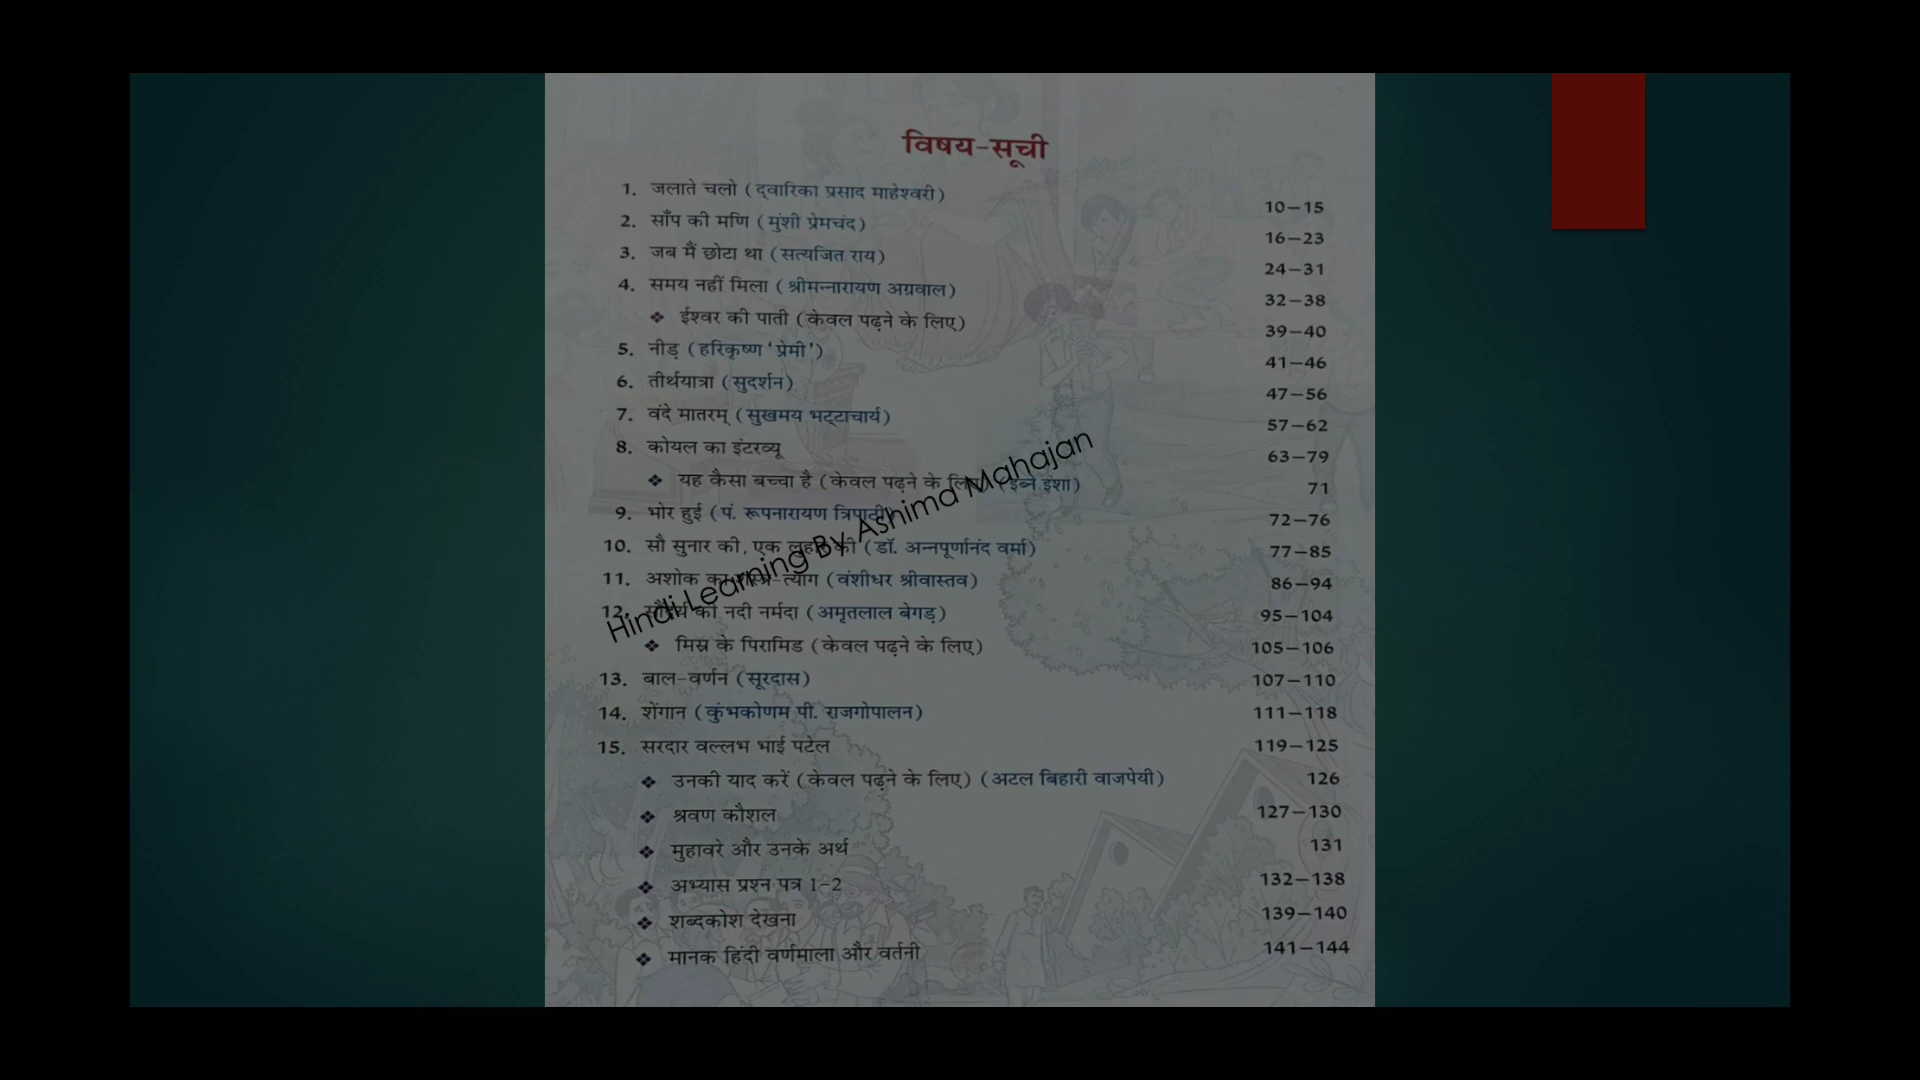 विषय-सूची
1. जलाते चलो (द्वारिका प्रसाद माहेश्वरी) 10–15
2. साँप की मणि (मुंशी प्रेमचंद) 16–23
3. जब मैं छोटा था (सत्यजित राय) 24–31
4. समय नहीं मिला (श्रीमन्नारायण अग्रवाल) 32–38
❖ ईश्वर की पाती (केवल पढ़ने के लिए) 39–40
5. नीड़ (हरिकृष्ण 'प्रेमी') 41–46
6. तीर्थयात्रा (सुदर्शन) 47–56
7. वंदे मातरम् (सुखमय भट्टाचार्य) 57–62
8. कोयल का इंटरव्यू 63–79
❖ यह कैसा बच्चा है (केवल पढ़ने के लिए) (इब्ने इंशा) 71
9. भोर हुई (पं. रूपनारायण त्रिपाठी) 72–76
10. सौ सुनार की, एक लुहार की (डॉ. अन्नपूर्णानंद वर्मा) 77–85
11. अशोक का शस्त्र-त्याग (वंशीधर श्रीवास्तव) 86–94
12. सौंदर्य की नदी नर्मदा (अमृतलाल बेगड़) 95–104
❖ मिस्र के पिरामिड (केवल पढ़ने के लिए) 105–106
13. बाल-वर्णन (सूरदास) 107–110
14. शेंगान (कुंभकोणम पी. राजगोपालन) 111–118
15. सरदार वल्लभ भाई पटेल 119–125
❖ उनकी याद करें (केवल पढ़ने के लिए) (अटल बिहारी वाजपेयी) 126
❖ श्रवण कौशल 127–130
❖ मुहावरे और उनके अर्थ 131
❖ अभ्यास प्रश्न पत्र 1-2 132–138
❖ शब्दकोश देखना 139–140
❖ मानक हिंदी वर्णमाला और वर्तनी 141–144
Hindi Learning By Ashima Mahajan